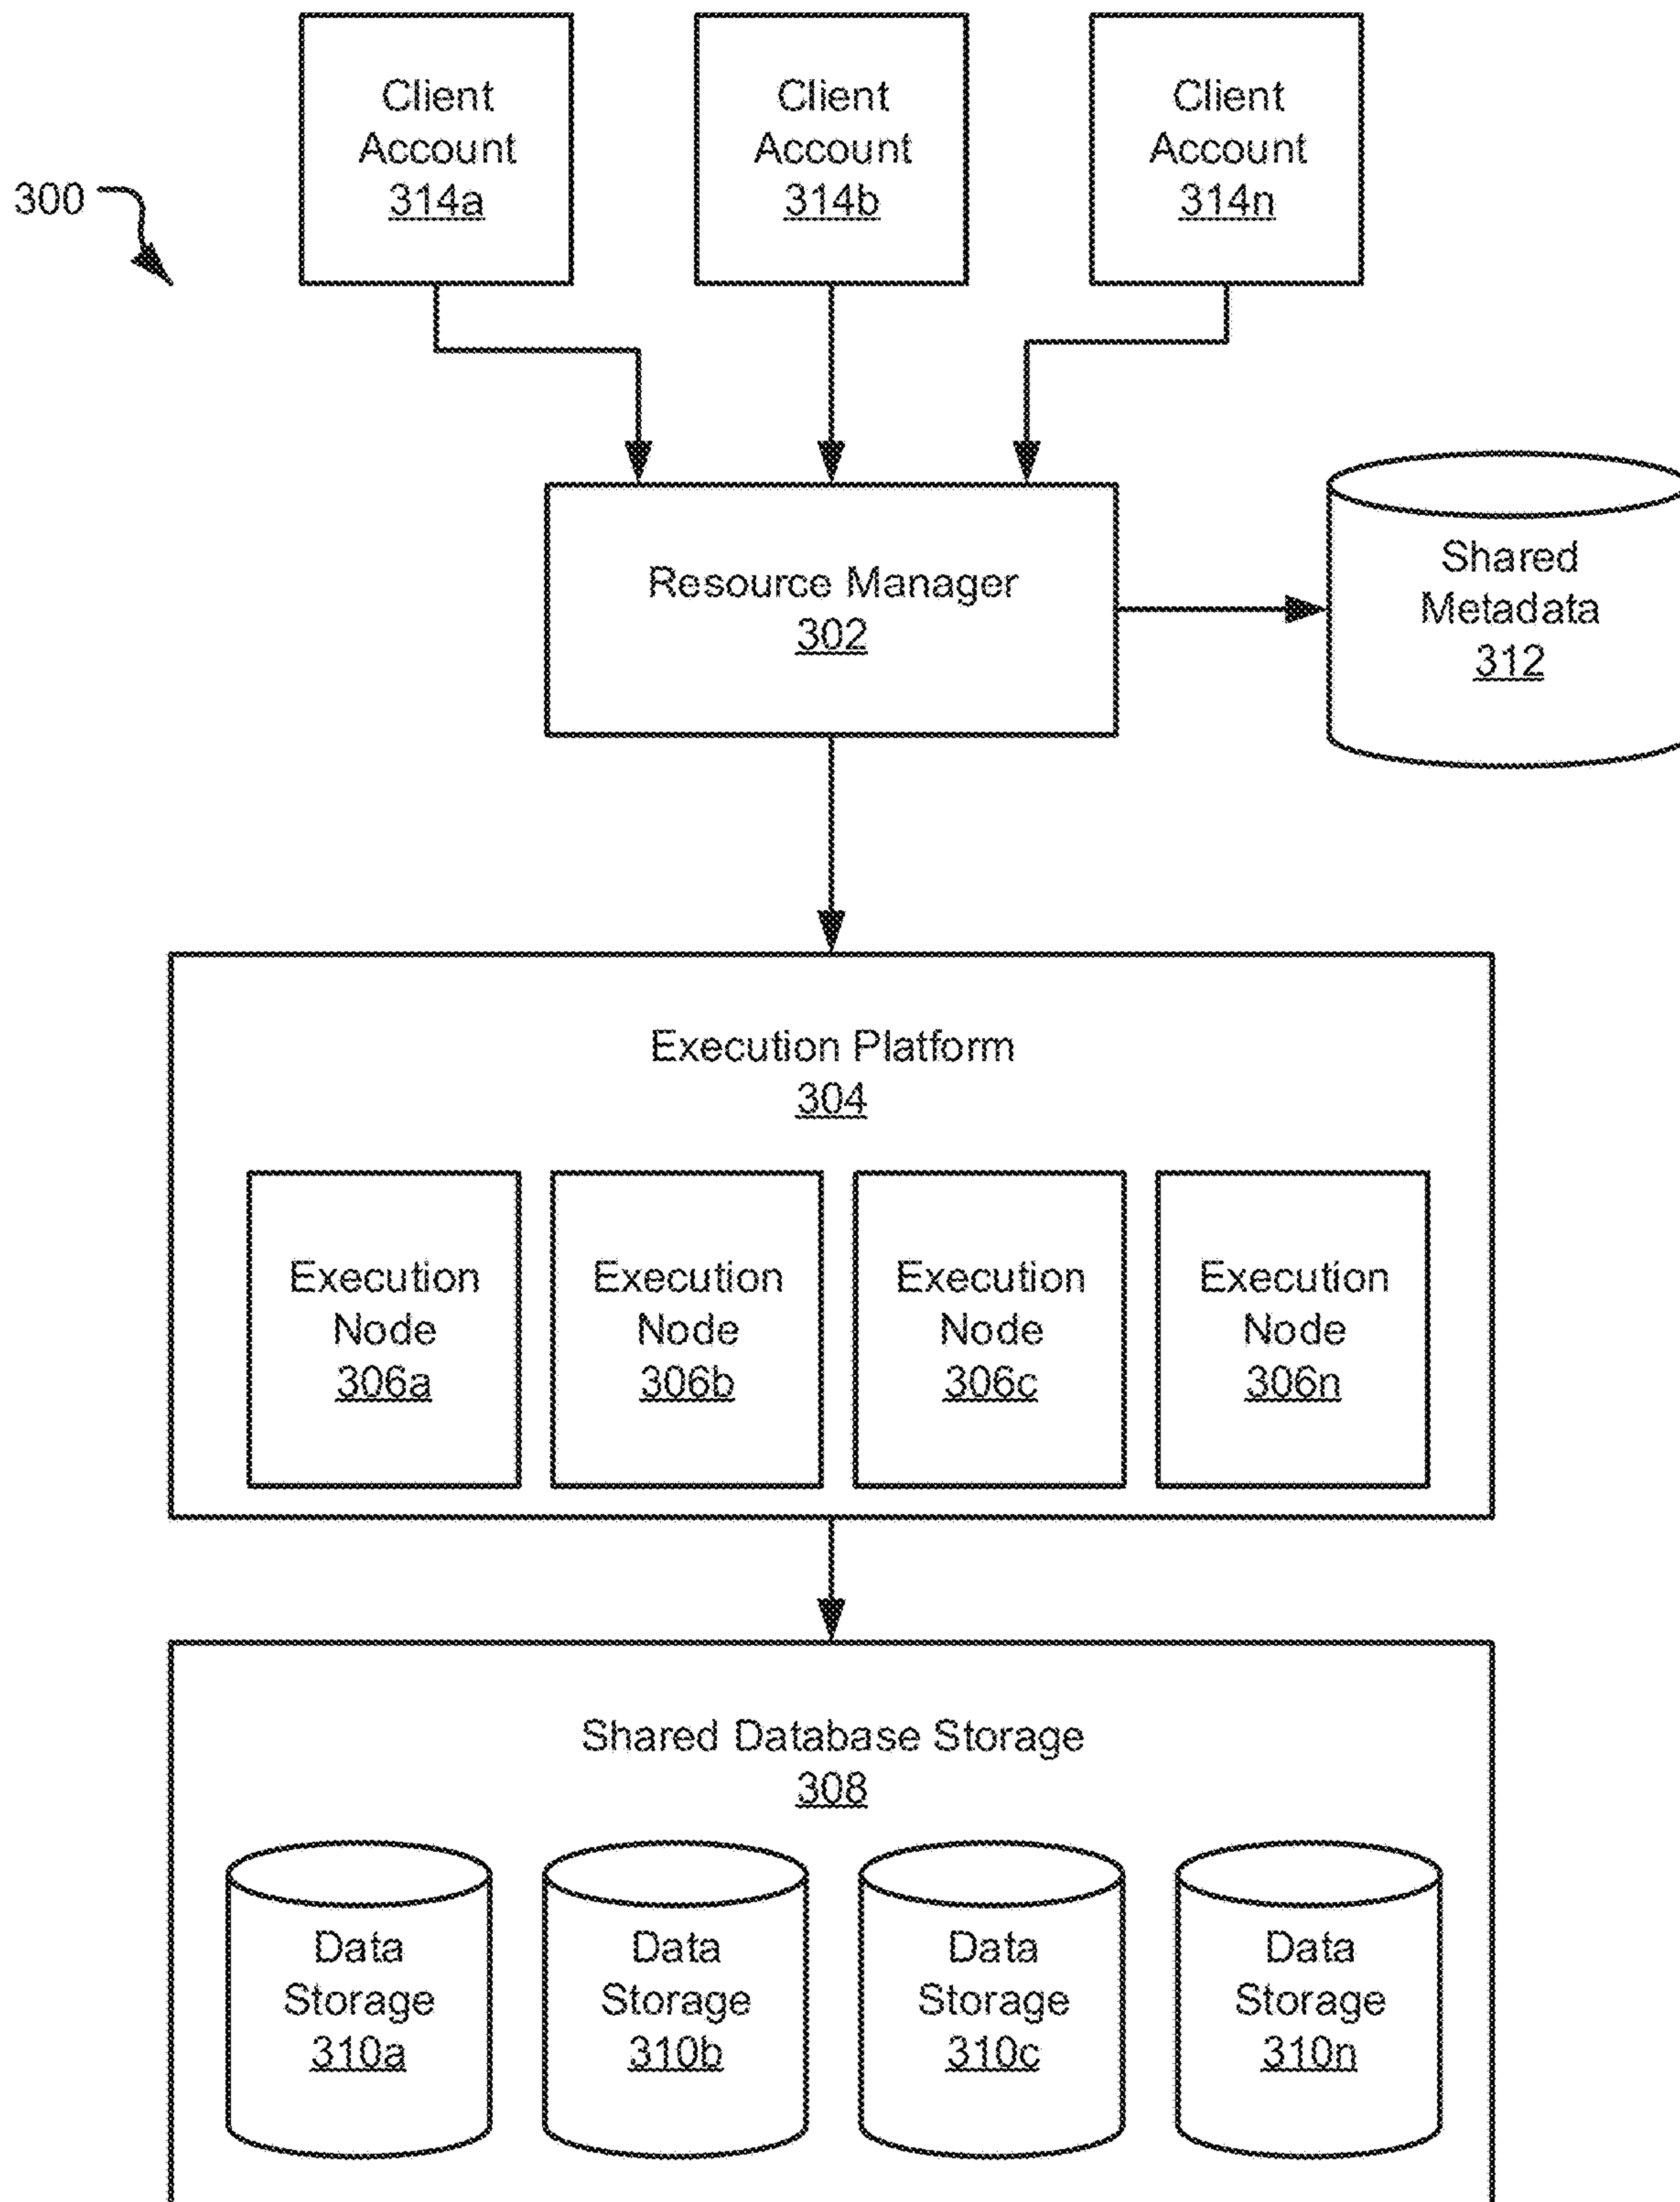 Client
Account
314a
Client
Account
314b
Client
Account
314n
300
Resource Manager
302
Shared
Metadata
312
Execution Platform
304
Execution
Node
306a
Execution
Node
306b
Execution
Node
306c
Execution
Node
306n
Shared Database Storage
308
Data
Storage
310a
Data
Storage
310b
Data
Storage
310c
Data
Storage
310n